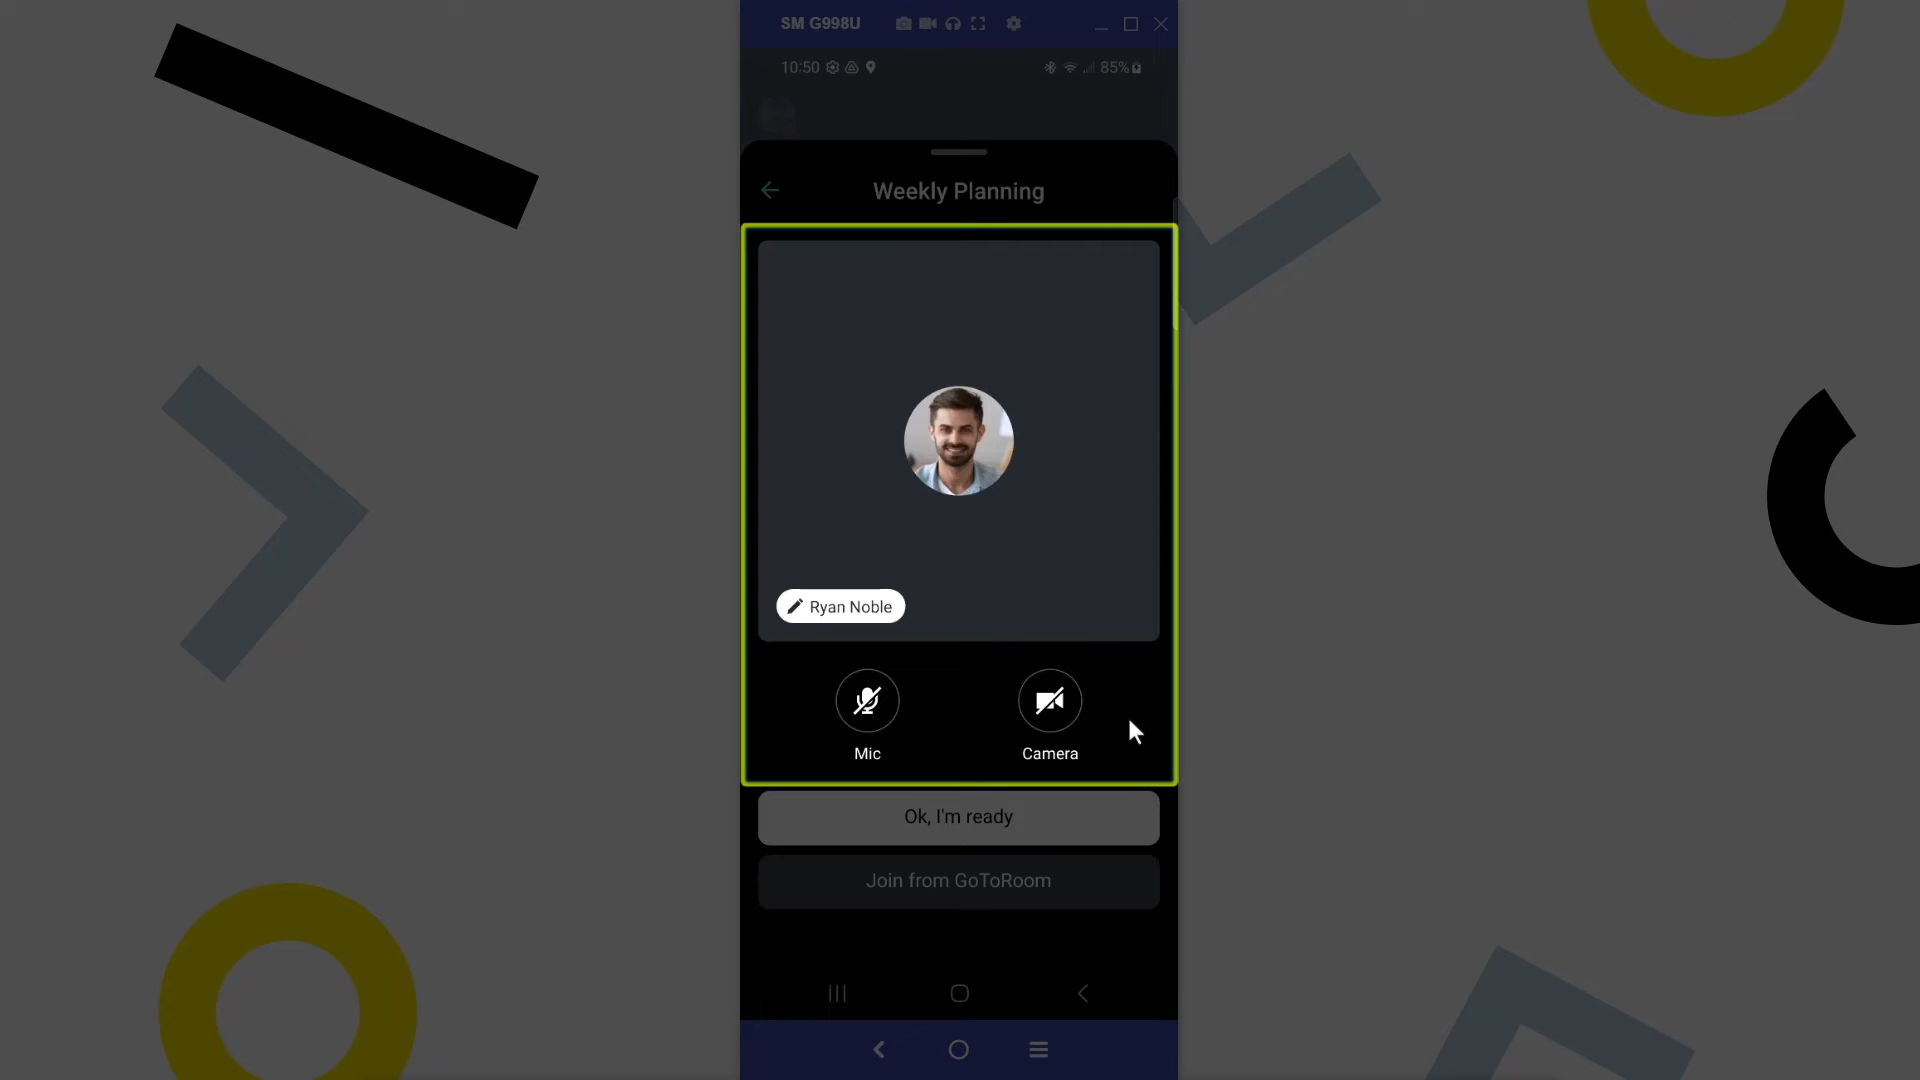 SM G998U
10:50
85%
Weekly Planning
Ryan Noble
Mic
Camera
Ok, I'm ready
Join from GoToRoom